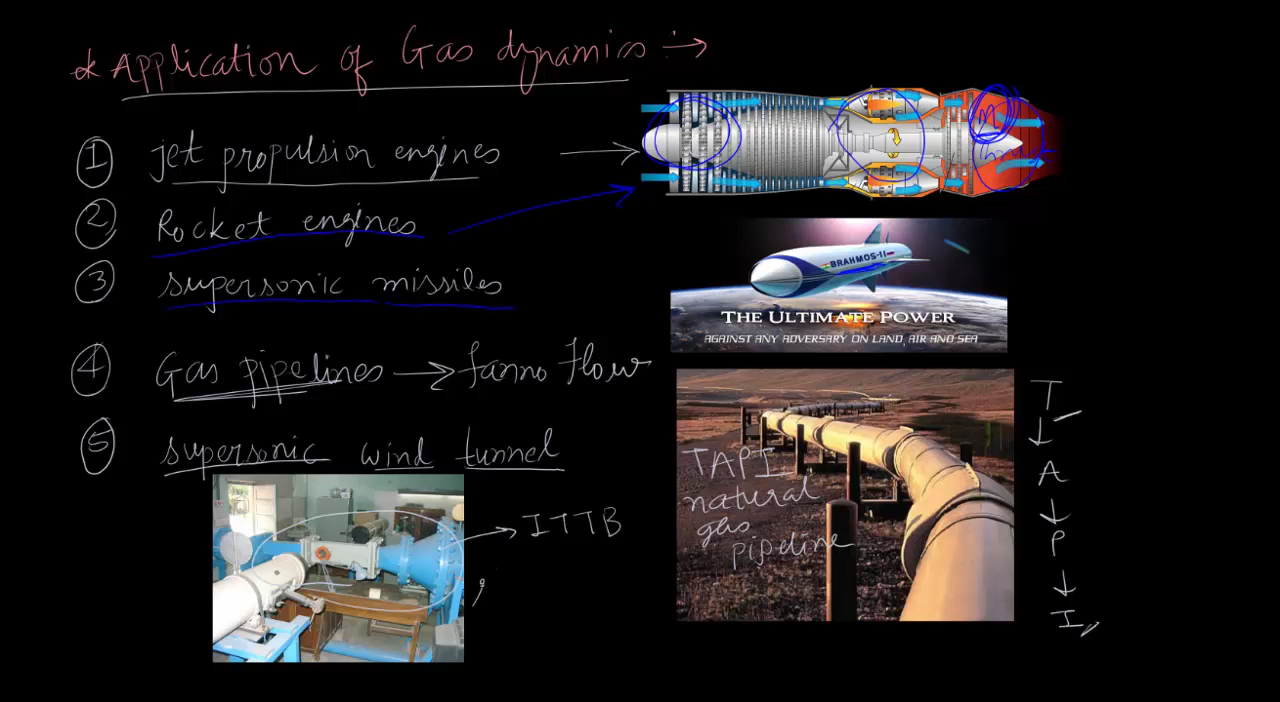 * Application of Gas dynamics :→
① jet propulsion engines →
② Rocket engines
③ supersonic missiles
④ Gas pipelines → fanno flow
⑤ supersonic wind tunnel
→ ITTB
BRAHMOS-II
THE ULTIMATE POWER
AGAINST ANY ADVERSARY ON LAND, AIR AND SEA
TAPI
natural
gas
pipeline
T
↓
A
↓
P
↓
I